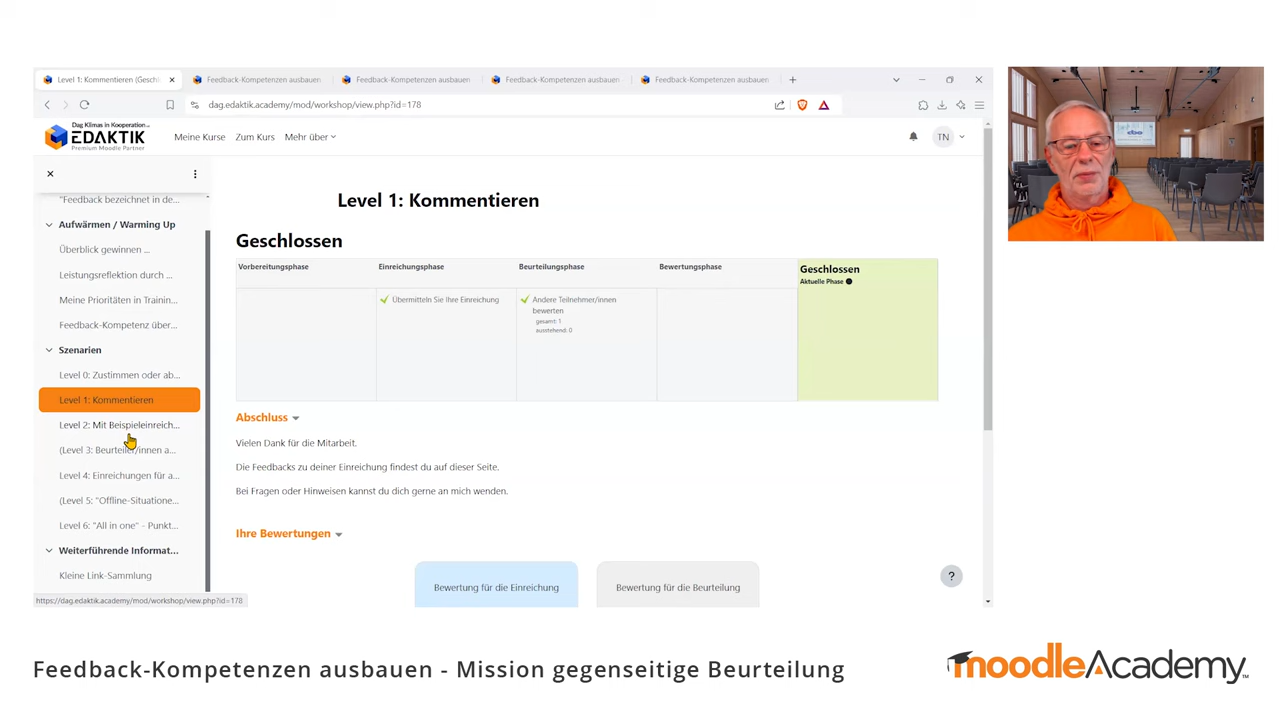 Level 1: Kommentieren (Geschl
Feedback-Kompetenzen ausbauen
Feedback-Kompetenzen ausbauen
Feedback-Kompetenzen ausbauen
Feedback-Kompetenzen ausbauen
dag.edaktik.academy/mod/workshop/view.php?id=178
Dag Klimas in Kooperation
EDAKTIK
Premium Moodle Partner
Meine Kurse
Zum Kurs
Mehr über
TN
"Feedback bezeichnet in de...
Aufwärmen / Warming Up
Überblick gewinnen ...
Leistungsreflektion durch ...
Meine Prioritäten in Trainin...
Feedback-Kompetenz über...
Szenarien
Level 0: Zustimmen oder ab...
Level 1: Kommentieren
Level 2: Mit Beispieleinreich...
(Level 3: Beurteiler/innen a...
Level 4: Einreichungen für a...
(Level 5: "Offline-Situatione...
Level 6: "All in one" - Punkt...
Weiterführende Informat...
Kleine Link-Sammlung
https://dag.edaktik.academy/mod/workshop/view.php?id=178
Level 1: Kommentieren
Geschlossen
Vorbereitungsphase
Einreichungsphase
Übermitteln Sie Ihre Einreichung
Beurteilungsphase
Andere Teilnehmer/innen
bewerten
gesamt: 1
ausstehend: 0
Bewertungsphase
Geschlossen
Aktuelle Phase
Abschluss
Vielen Dank für die Mitarbeit.
Die Feedbacks zu deiner Einreichung findest du auf dieser Seite.
Bei Fragen oder Hinweisen kannst du dich gerne an mich wenden.
Ihre Bewertungen
Bewertung für die Einreichung
Bewertung für die Beurteilung
?
Feedback-Kompetenzen ausbauen - Mission gegenseitige Beurteilung
moodleAcademy™